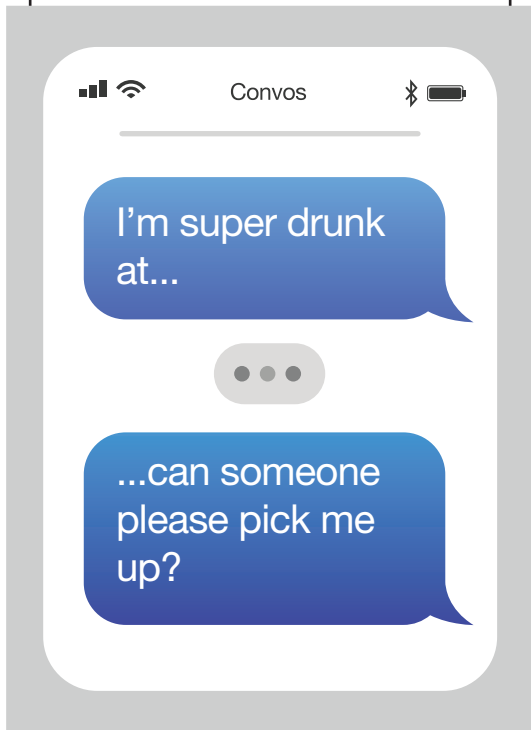 Convos
I’m super drunk
at...
...can someone
please pick me
up?